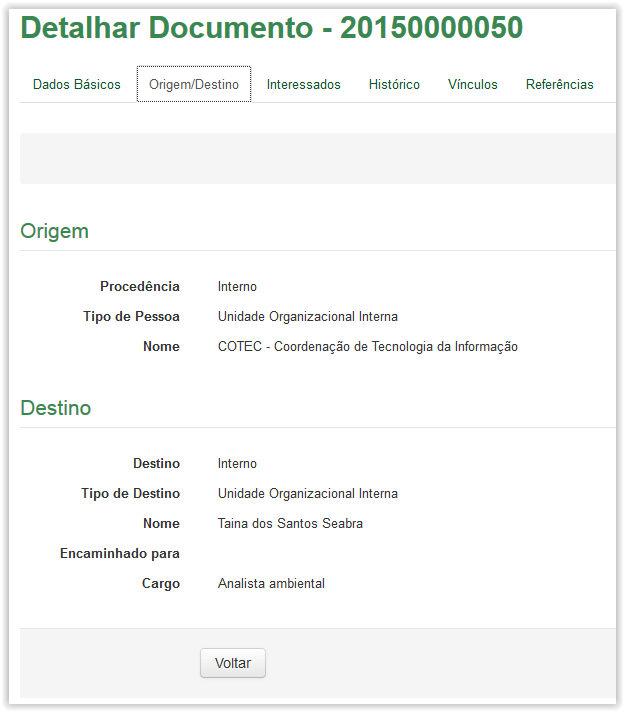 Detalhar Documento - 20150000050
Dados Básicos Origem/Destino Interessados Histórico Vínculos Referências
Origem
Procedência Interno
Tipo de Pessoa Unidade Organizacional Interna
Nome COTEC - Coordenação de Tecnologia da Informação
Destino
Destino Interno
Tipo de Destino Unidade Organizacional Interna
Nome Taina dos Santos Seabra
Encaminhado para
Cargo Analista ambiental
Voltar